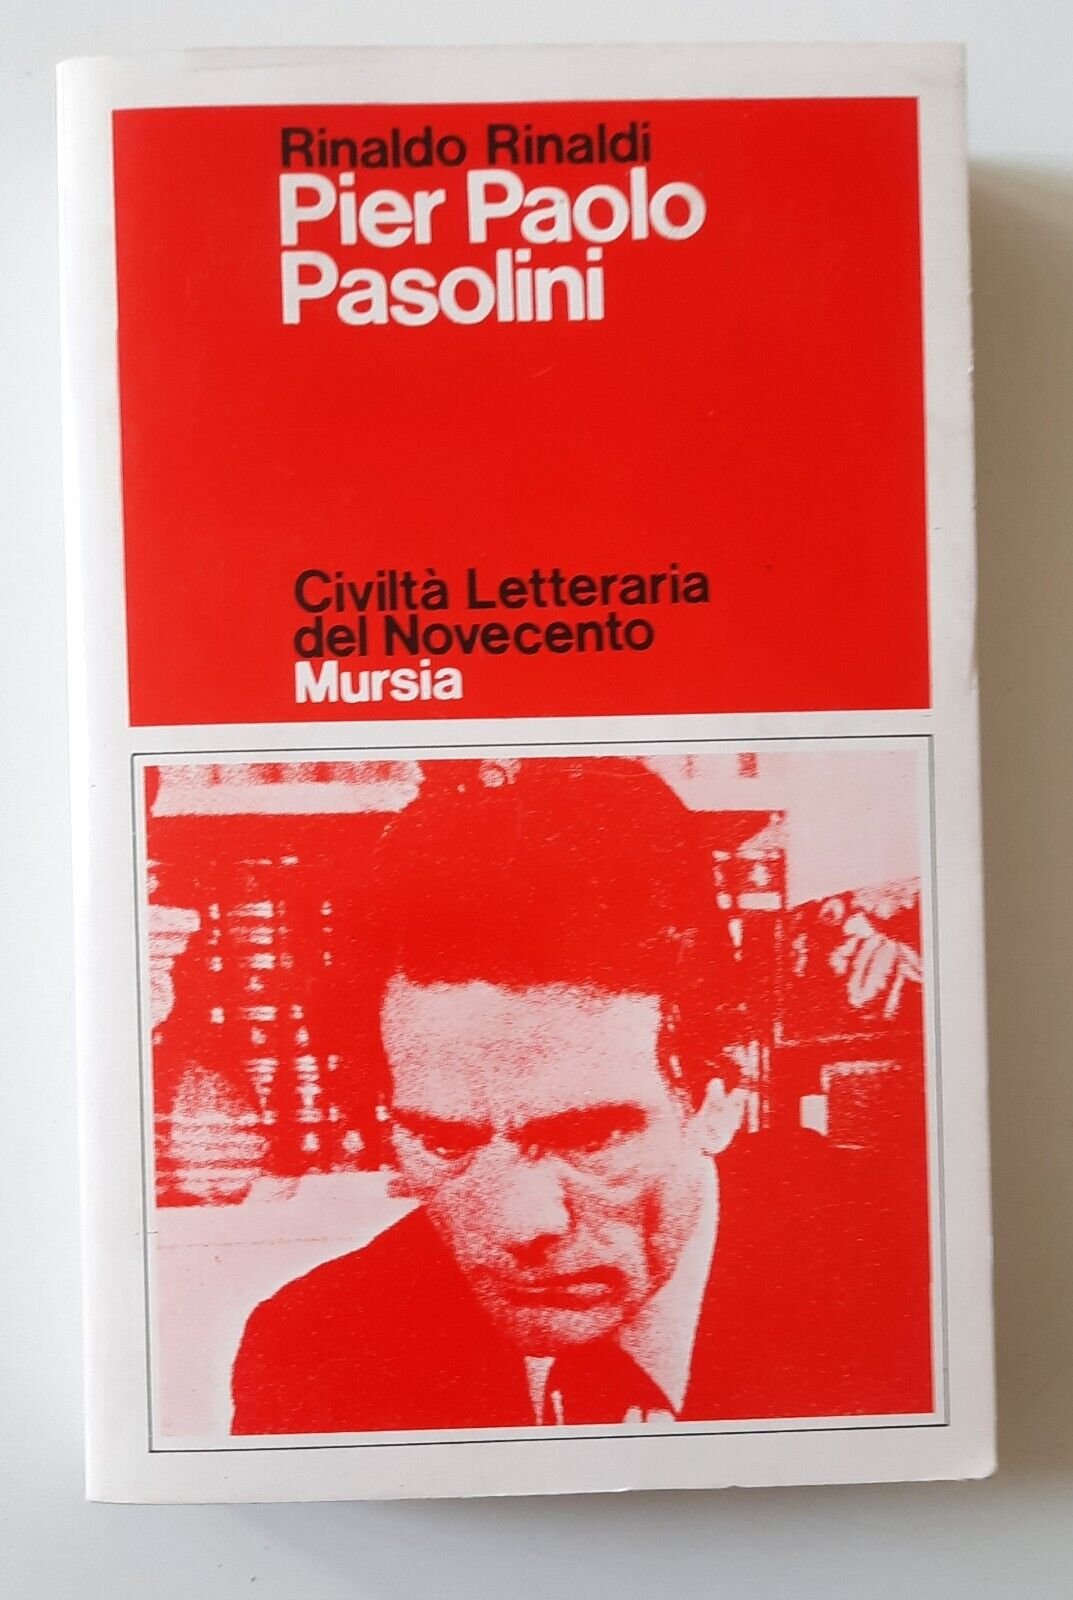 Rinaldo Rinaldi
Pier Paolo
Pasolini
Civiltà Letteraria
del Novecento
Mursia